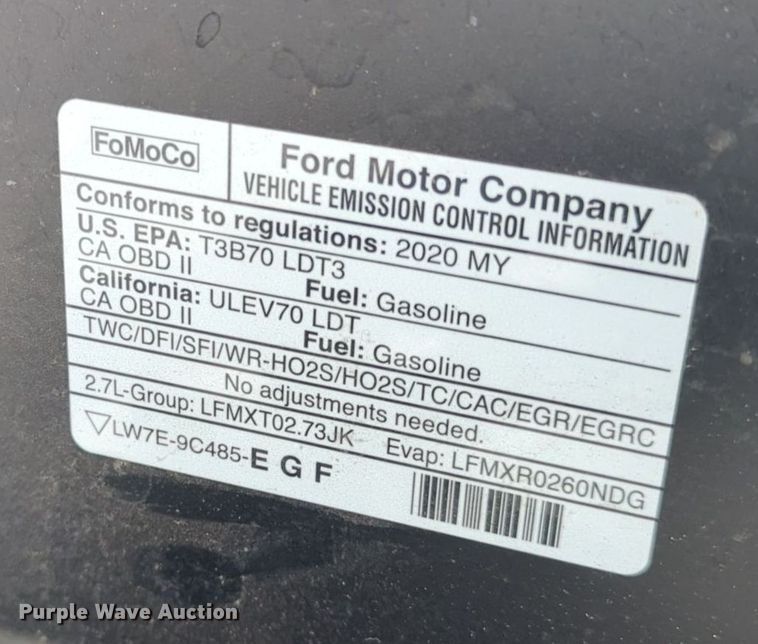 FoMoCo
Ford Motor Company
VEHICLE EMISSION CONTROL INFORMATION
Conforms to regulations: 2020 MY
U.S. EPA: T3B70 LDT3
CA OBD II Fuel: Gasoline
California: ULEV70 LDT
CA OBD II Fuel: Gasoline
TWC/DFI/SFI/WR-HO2S/HO2S/TC/CAC/EGR/EGRC
No adjustments needed.
2.7L-Group: LFMXT02.73JK Evap: LFMXR0260NDG
LW7E-9C485-EGF
Purple Wave Auction